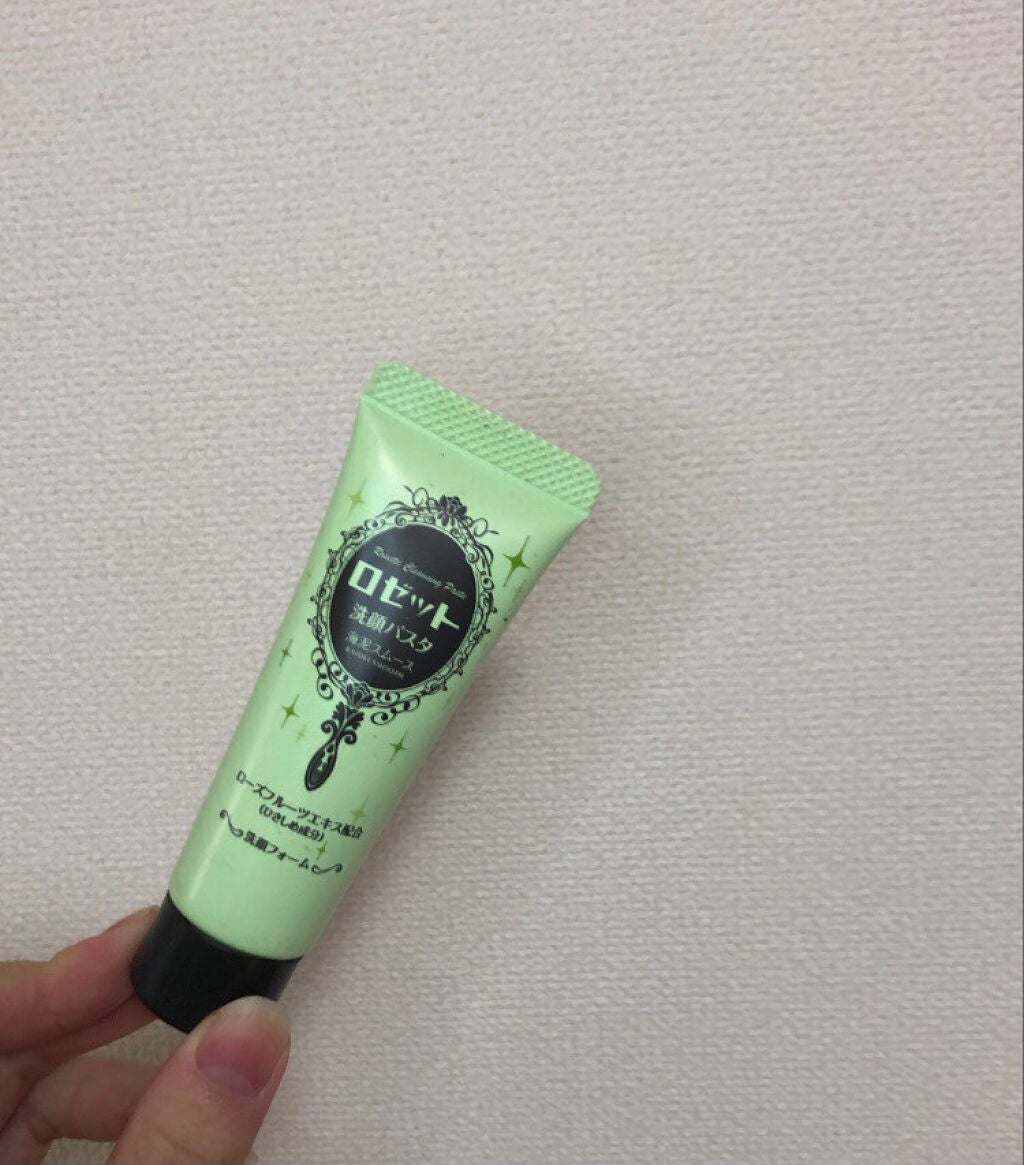 Rosette Cleansing Paste
ロゼット
洗顔パスタ
海泥スムース
KAIDEI SMOOTH
ローズフルーツエキス配合
(ひきしめ成分)
洗顔フォーム